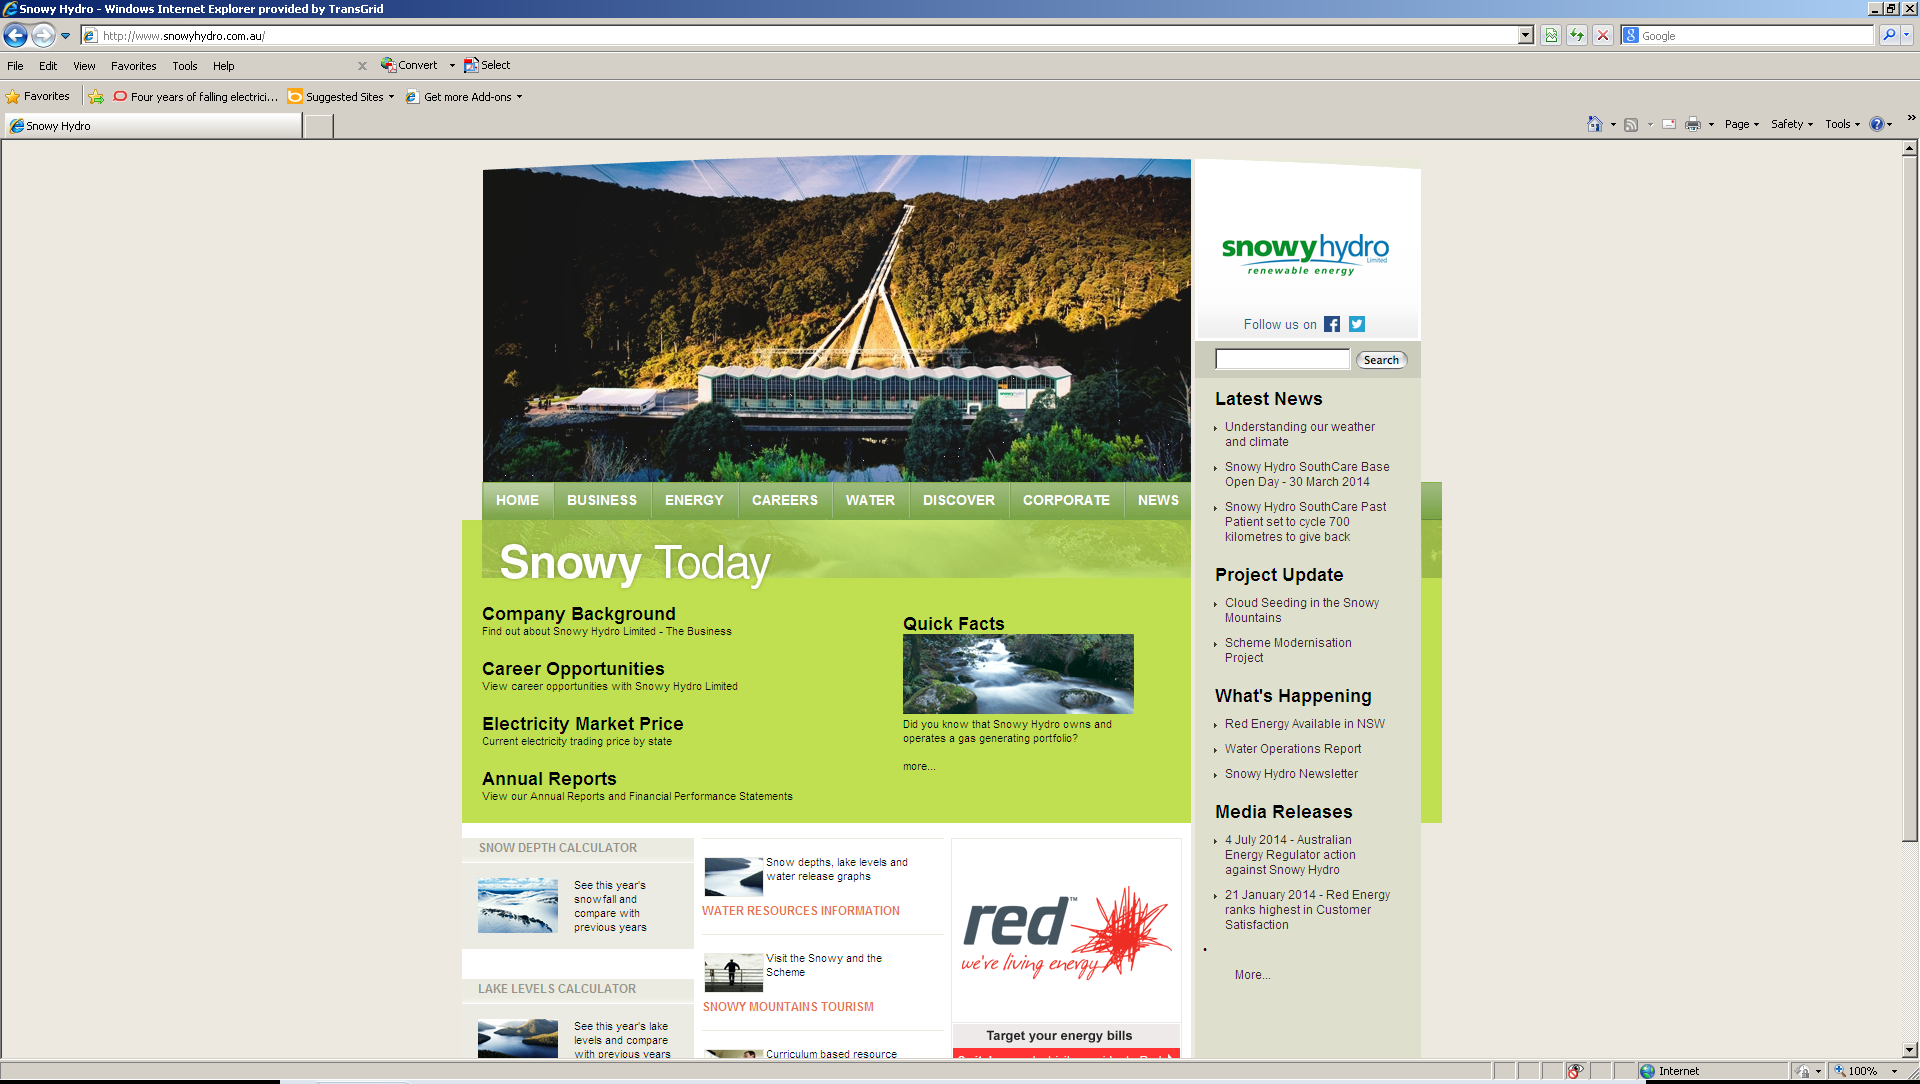 Snowy Hydro - Windows Internet Explorer provided by TransGrid
http://www.snowyhydro.com.au/
Google
File Edit View Favorites Tools Help
x Convert Select
Favorites Four years of falling electrici... Suggested Sites Get more Add-ons
Snowy Hydro
Page Safety Tools
snowyhydro
Limited
renewable energy
Follow us on
Search
HOME BUSINESS ENERGY CAREERS WATER DISCOVER CORPORATE NEWS
Snowy Today
Company Background
Find out about Snowy Hydro Limited - The Business
Career Opportunities
View career opportunities with Snowy Hydro Limited
Electricity Market Price
Current electricity trading price by state
Annual Reports
View our Annual Reports and Financial Performance Statements
Quick Facts
Did you know that Snowy Hydro owns and
operates a gas generating portfolio?
more...
Latest News
Understanding our weather
and climate
Snowy Hydro SouthCare Base
Open Day - 30 March 2014
Snowy Hydro SouthCare Past
Patient set to cycle 700
kilometres to give back
Project Update
Cloud Seeding in the Snowy
Mountains
Scheme Modernisation
Project
What's Happening
Red Energy Available in NSW
Water Operations Report
Snowy Hydro Newsletter
Media Releases
4 July 2014 - Australian
Energy Regulator action
against Snowy Hydro
21 January 2014 - Red Energy
ranks highest in Customer
Satisfaction
More...
SNOW DEPTH CALCULATOR
See this year's
snowfall and
compare with
previous years
LAKE LEVELS CALCULATOR
See this year's lake
levels and compare
with previous years
Snow depths, lake levels and
water release graphs
WATER RESOURCES INFORMATION
Visit the Snowy and the
Scheme
SNOWY MOUNTAINS TOURISM
Curriculum based resource
red™
we're living energy
Target your energy bills
Internet
100%